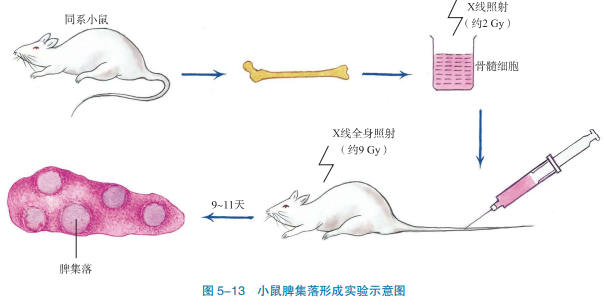 同系小鼠
X线照射
（约2 Gy）
骨髓细胞
X线全身照射
（约9 Gy）
9~11天
脾集落
图 5-13 小鼠脾集落形成实验示意图